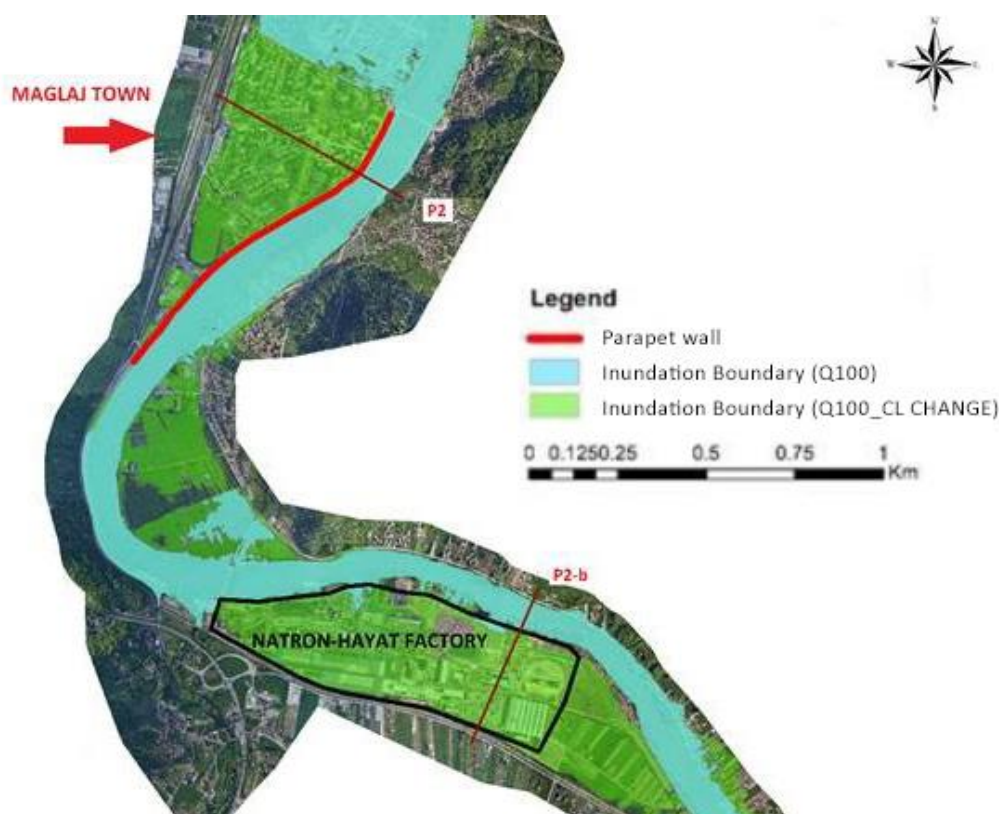 N
W
S
MAGLAJ TOWN
P2
Legend
Parapet wall
Inundation Boundary (Q100)
Inundation Boundary (Q100_CL CHANGE)
0 0.1250.25 0.5 0.75 1
Km
P2-b
NATRON-HAYAT FACTORY